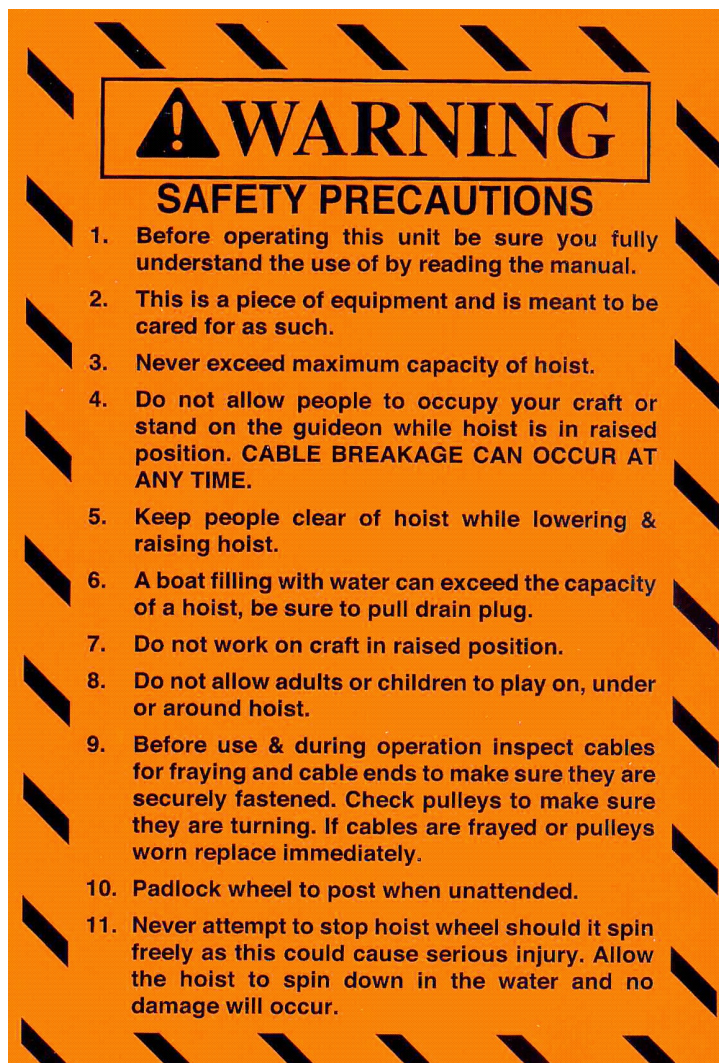 WARNING
SAFETY PRECAUTIONS
1. Before operating this unit be sure you fully
understand the use of by reading the manual.
2. This is a piece of equipment and is meant to be
cared for as such.
3. Never exceed maximum capacity of hoist.
4. Do not allow people to occupy your craft or
stand on the guideon while hoist is in raised
position. CABLE BREAKAGE CAN OCCUR AT
ANY TIME.
5. Keep people clear of hoist while lowering &
raising hoist.
6. A boat filling with water can exceed the capacity
of a hoist, be sure to pull drain plug.
7. Do not work on craft in raised position.
8. Do not allow adults or children to play on, under
or around hoist.
9. Before use & during operation inspect cables
for fraying and cable ends to make sure they are
securely fastened. Check pulleys to make sure
they are turning. If cables are frayed or pulleys
worn replace immediately.
10. Padlock wheel to post when unattended.
11. Never attempt to stop hoist wheel should it spin
freely as this could cause serious injury. Allow
the hoist to spin down in the water and no
damage will occur.